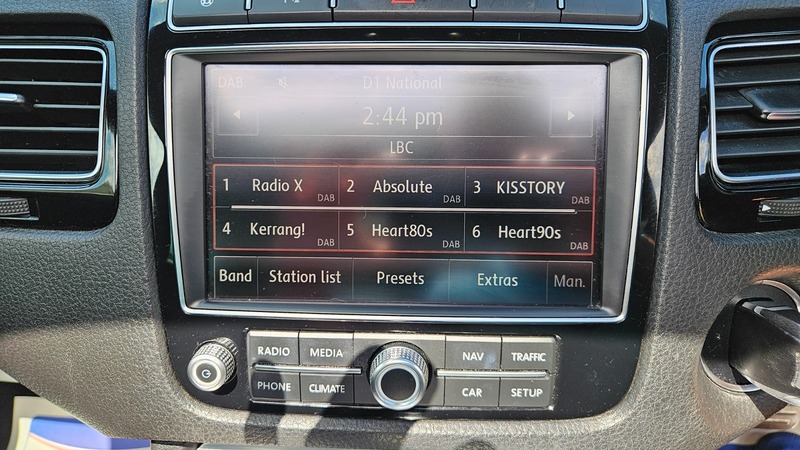 DAB
D1 National
2:44 pm
LBC
1 Radio X DAB 2 Absolute DAB 3 KISSTORY DAB
4 Kerrang! DAB 5 Heart80s DAB 6 Heart90s DAB
Band Station list Presets Extras Man.
RADIO MEDIA NAV TRAFFIC
PHONE CLIMATE CAR SETUP